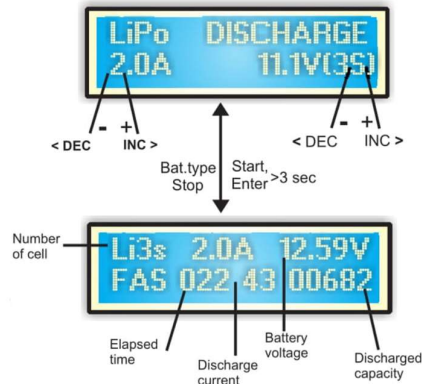 LiPo DISCHARGE
2.0A 11.1V(3S)
- +
< DEC INC >
- +
< DEC INC >
Bat.type
Stop
Start,
Enter >3 sec
Number
of cell
Li3s 2.0A 12.59V
FAS 022 43 00682
Elapsed
time
Discharge
current
Battery
voltage
Discharged
capacity